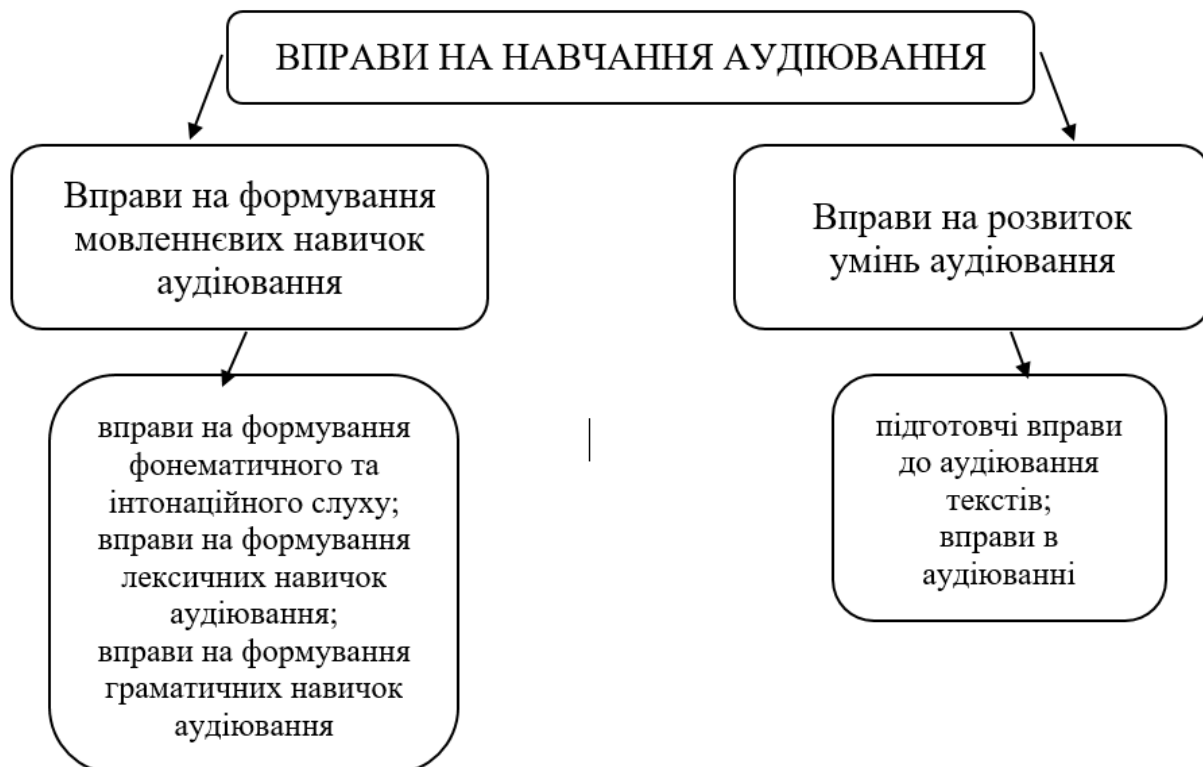 ВПРАВИ НА НАВЧАННЯ АУДІЮВАННЯ
Вправи на формування
мовленнєвих навичок
аудіювання
Вправи на розвиток
умінь аудіювання
вправи на формування
фонематичного та
інтонаційного слуху;
вправи на формування
лексичних навичок
аудіювання;
вправи на формування
граматичних навичок
аудіювання
підготовчі вправи
до аудіювання
текстів;
вправи в
аудіюванні